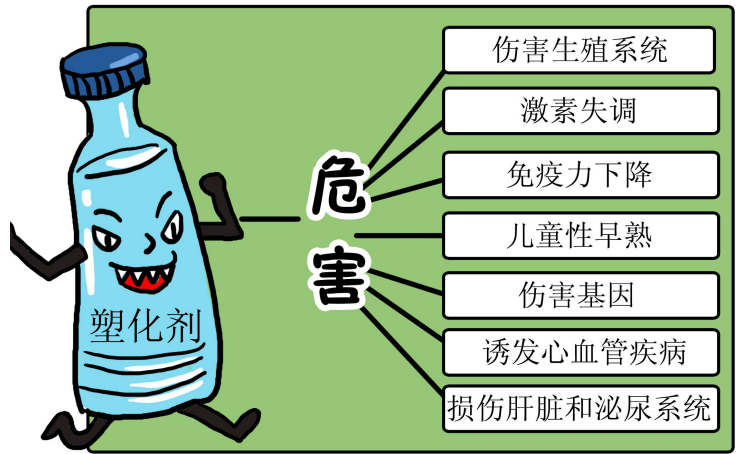 塑化剂
危
害
伤害生殖系统
激素失调
免疫力下降
儿童性早熟
伤害基因
诱发心血管疾病
损伤肝脏和泌尿系统